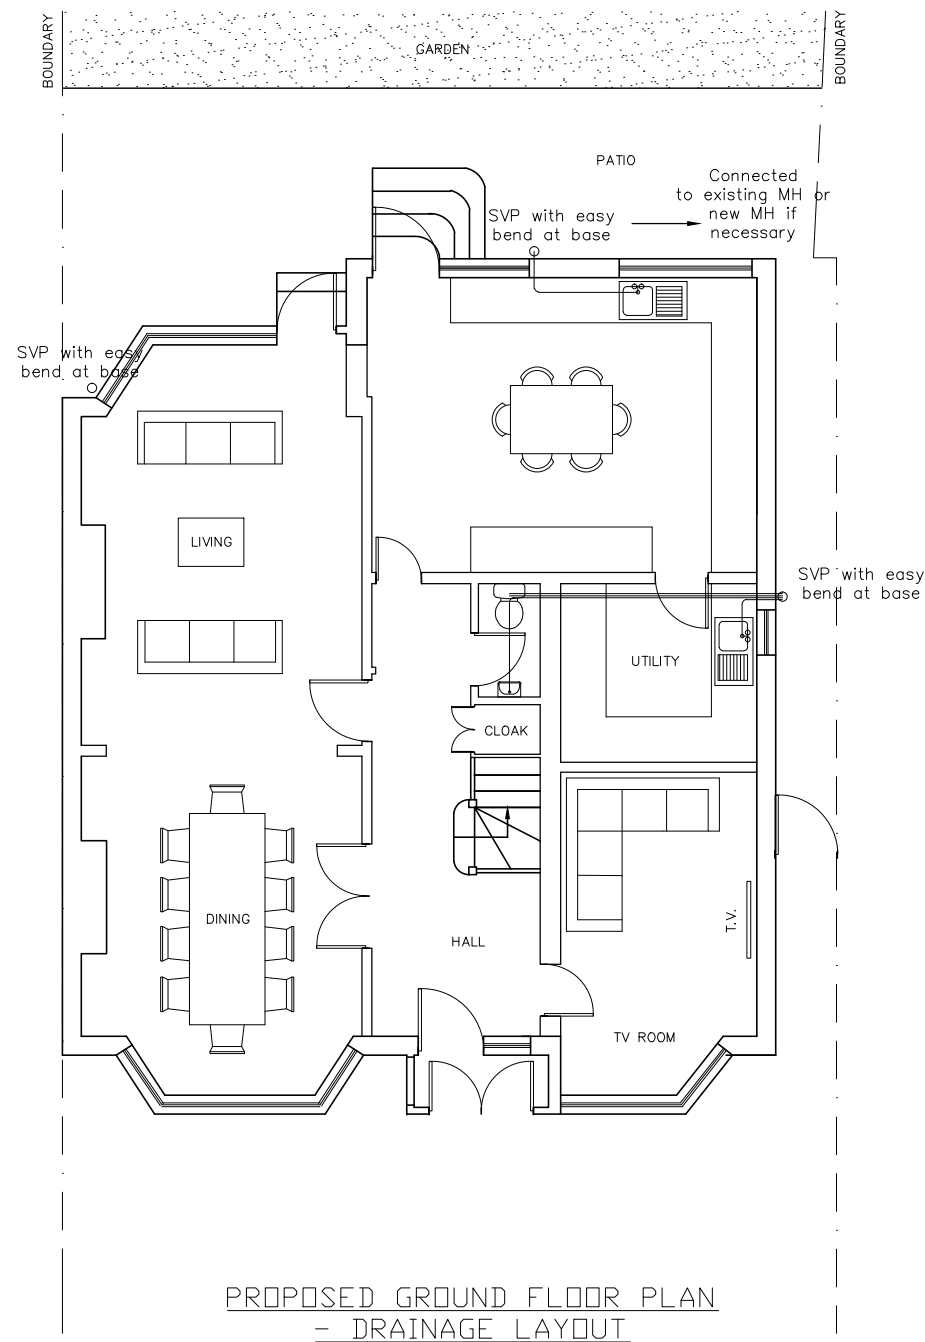 BOUNDARY
GARDEN
BOUNDARY
PATIO
Connected
to existing MH or
new MH if
necessary
SVP with easy
bend at base
SVP with easy
bend at base
LIVING
SVP with easy
bend at base
UTILITY
CLOAK
DINING
T.V.
HALL
TV ROOM
PROPOSED GROUND FLOOR PLAN
- DRAINAGE LAYOUT